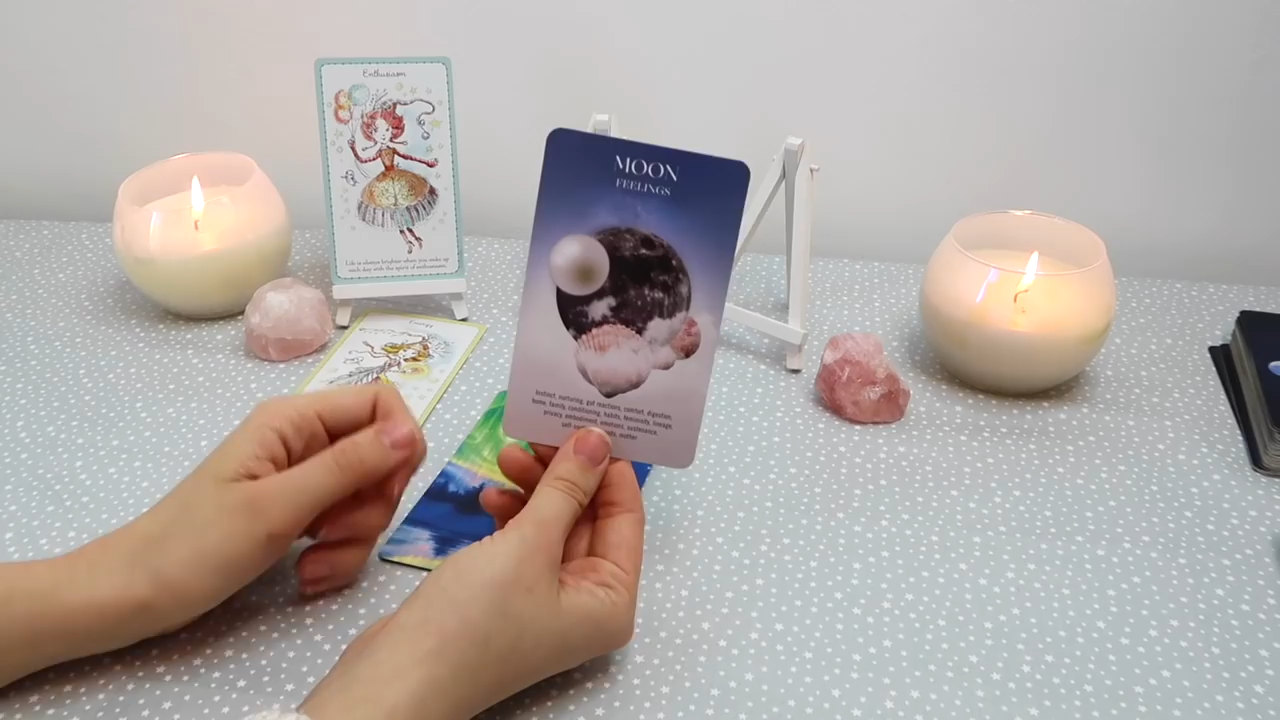 Enthusiasm
Life is always brighter when you wake up
each day with the spirit of enthusiasm.
MOON
FEELINGS
Instinct, nurturing, gut reactions, comfort, digestion,
home, family, conditioning, habits, femininity, lineage,
privacy, embodiment, emotions, sustenance,
matter